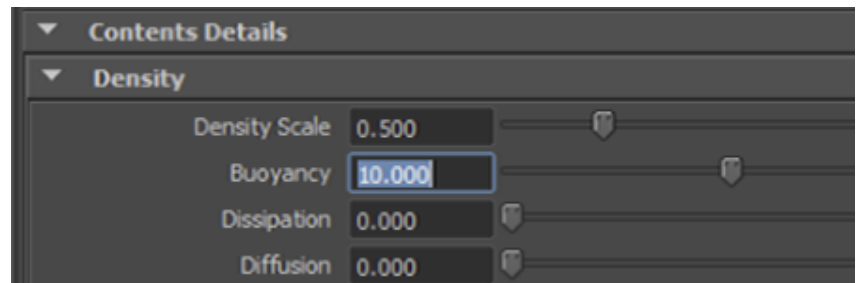 Contents Details
Density
Density Scale 0.500
Buoyancy 10.000
Dissipation 0.000
Diffusion 0.000